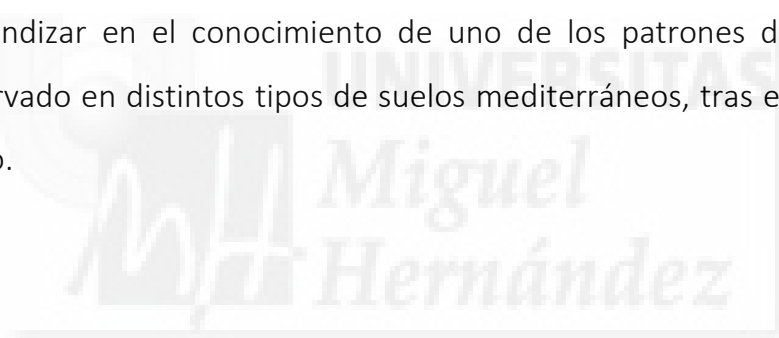 ndizar en el conocimiento de uno de los patrones d
rvado en distintos tipos de suelos mediterráneos, tras e
o.
UNIVERSITAS
Miguel
Hernández